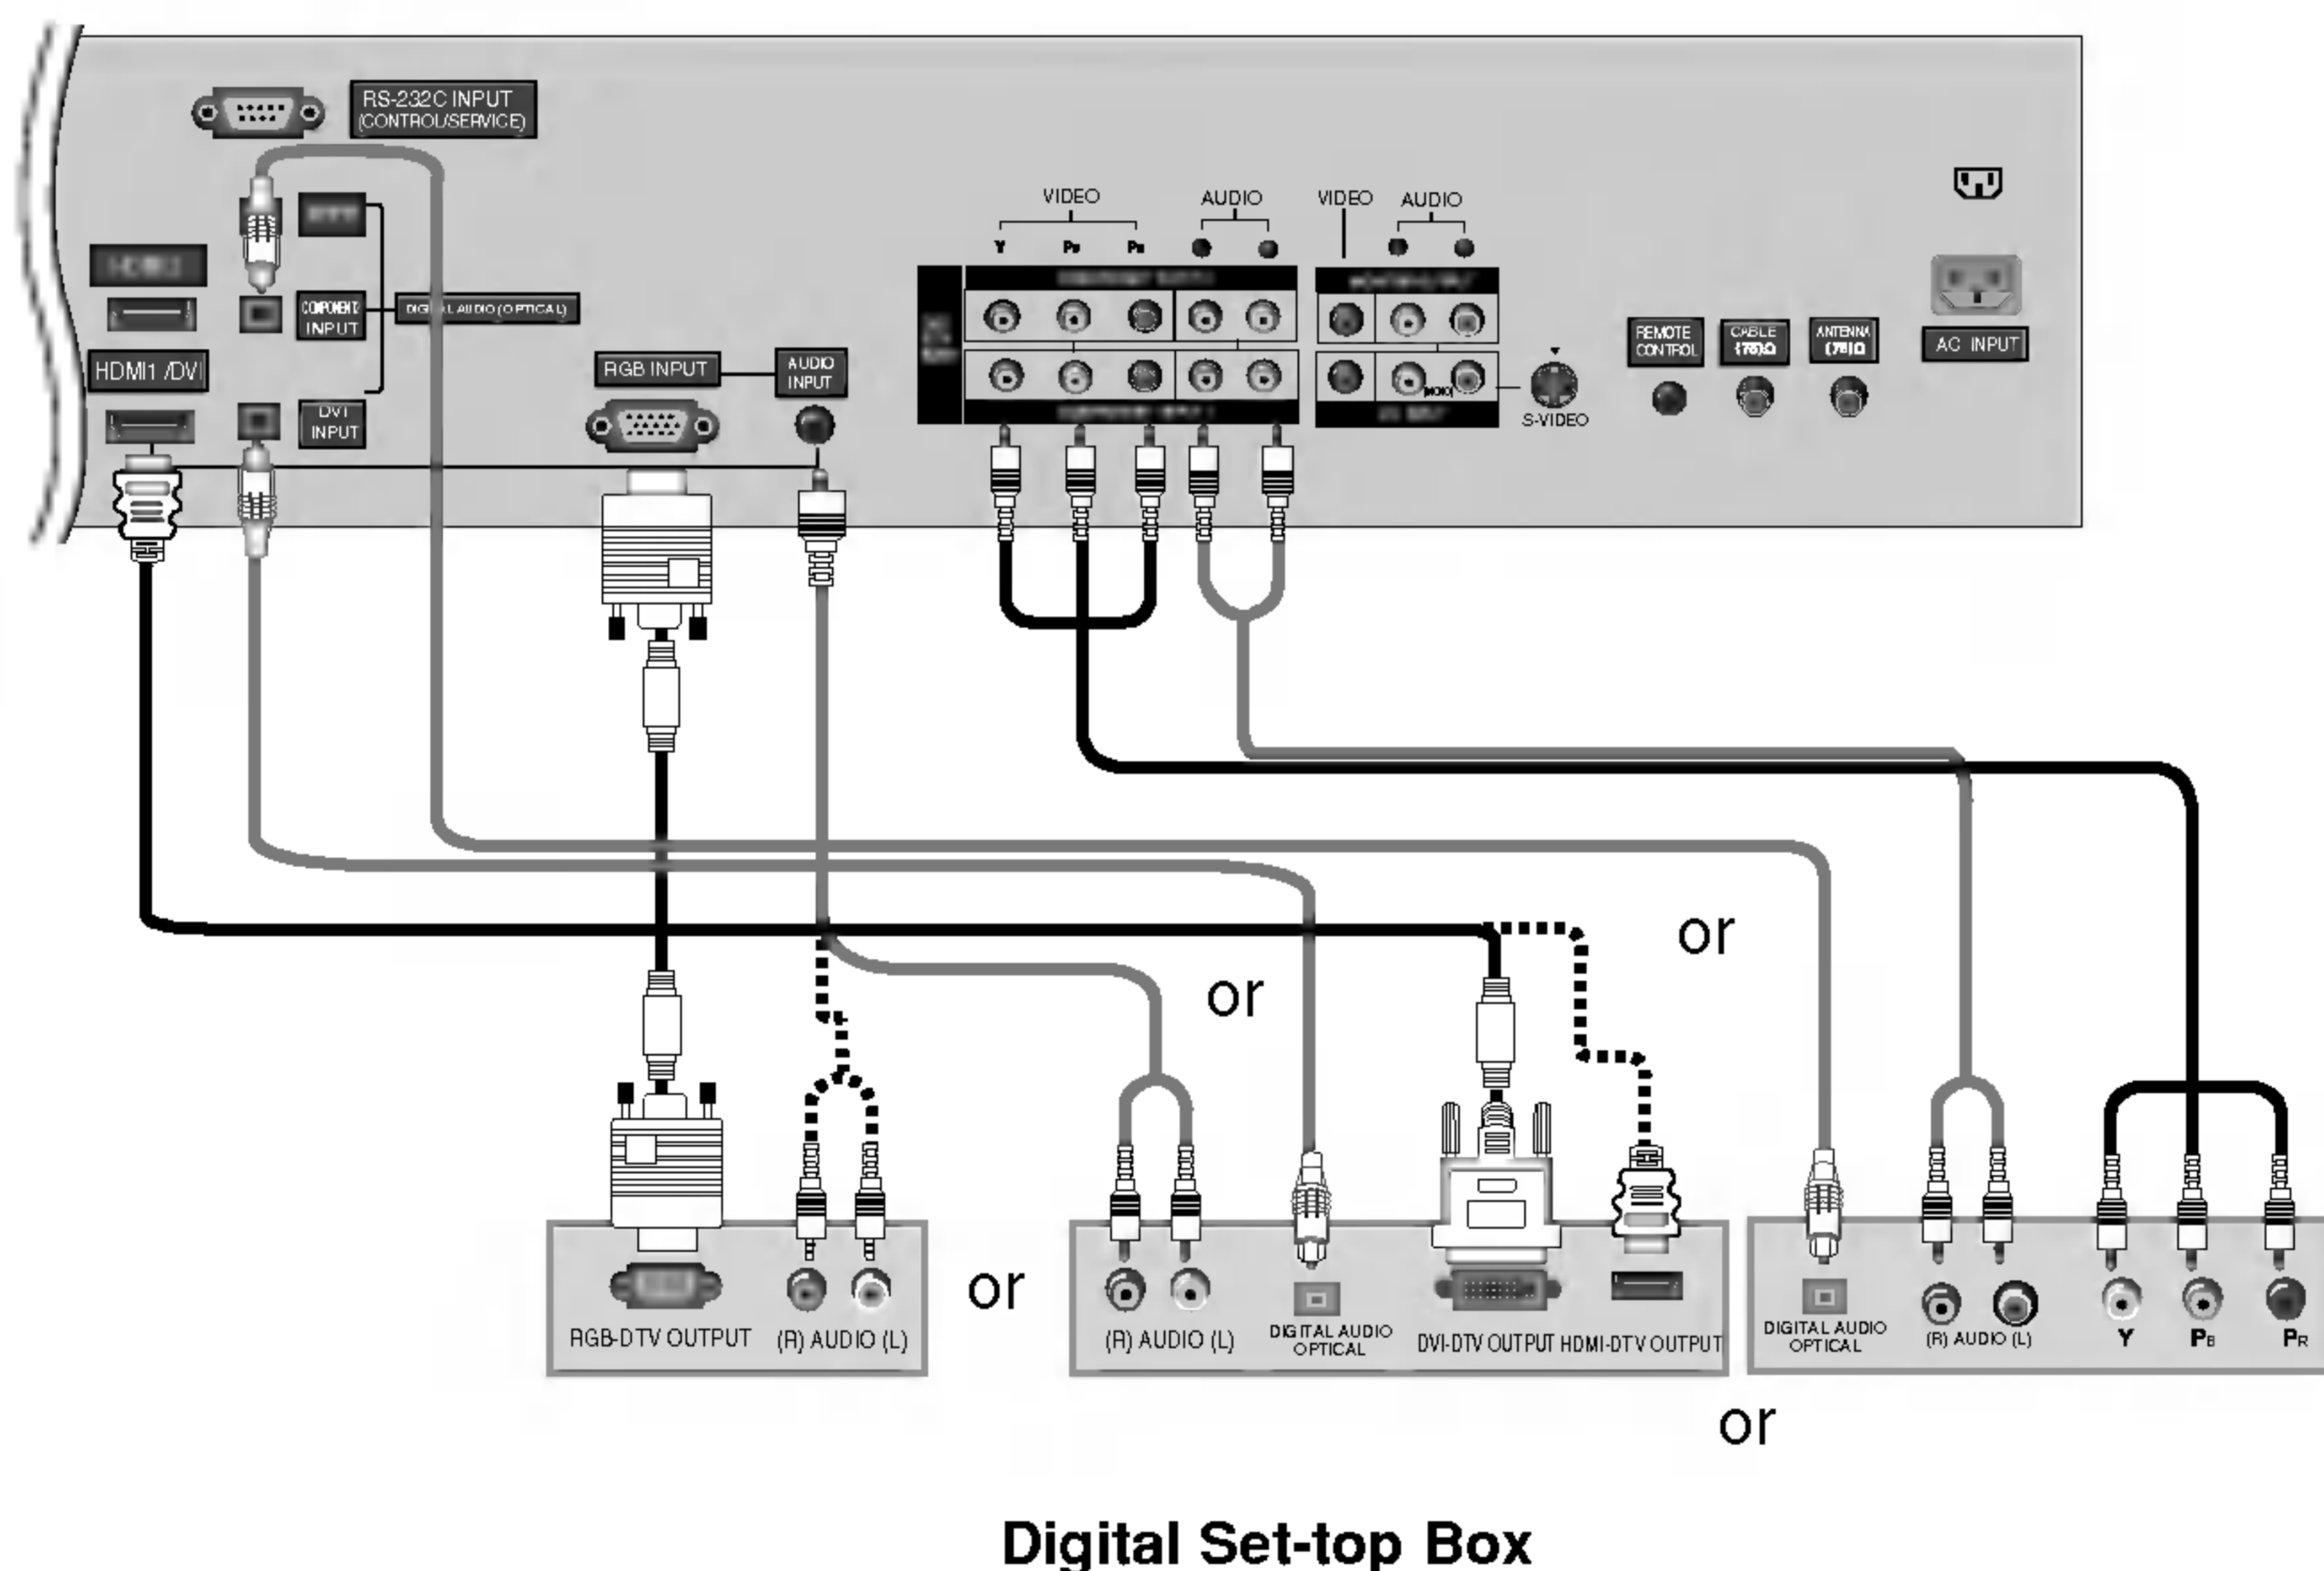 RS-232C INPUT
(CONTROL/SERVICE)
VIDEO
AUDIO
VIDEO
AUDIO
Y
COMPONENT2
INPUT
DIGITAL AUDIO (OPTICAL)
HDMI1 /DVI
DVI
INPUT
RGB INPUT
AUDIO
INPUT
(MONO)
S-VIDEO
REMOTE
CONTROL
CABLE
ANTENNA
AC INPUT
or
or
or
RGB-DTV OUTPUT
(R) AUDIO (L)
(R) AUDIO (L)
DIGITAL AUDIO
OPTICAL
DVI-DTV OUTPUT
HDMI-DTV OUTPUT
DIGITAL AUDIO
OPTICAL
(R) AUDIO (L)
Y
PB
PR
or
Digital Set-top Box